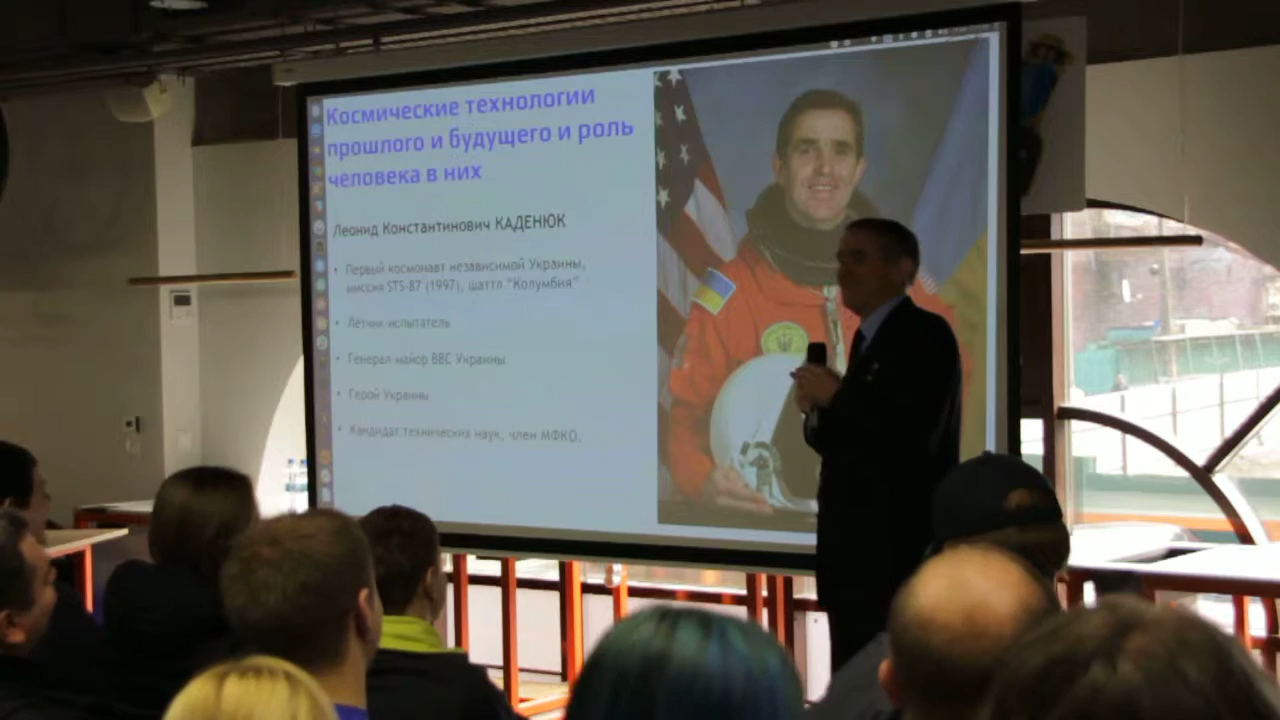 Космические технологии
прошлого и будущего и роль
человека в них
Леонид Константинович КАДЕНЮК
• Первый космонавт независимой Украины,
миссия STS-87 (1997), шаттл "Колумбия"
• Летчик-испытатель
• Генерал-майор ВВС Украины
• Герой Украины
• Кандидат технических наук, член МФКО.